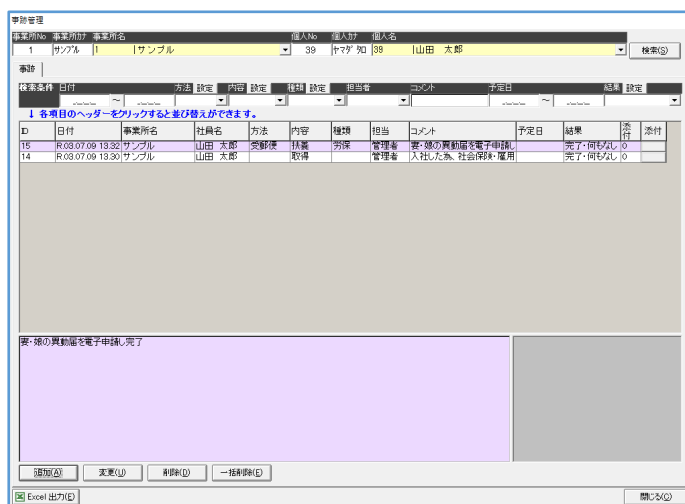 事跡管理
事業所No 事業所カナ 事業所名 個人No 個人カナ 個人名
1 サンプル 1 |サンプル 39 ヤマダ タロ 39 |山田 太郎 検索(S)
事跡
検索条件 日付 方法 設定 内容 設定 種類 設定 担当者 コメント 予定日 結果 設定
～ ～
↓ 各項目のヘッダーをクリックすると並び替えができます。
ID 日付 事業所名 社員名 方法 内容 種類 担当 コメント 予定日 結果 添付 添付
15 R.03.07.09 13:32 サンプル 山田 太郎 受郵便 扶養 労保 管理者 妻・娘の異動届を電子申請し 完了・何もなし 0
14 R.03.07.09 13:30 サンプル 山田 太郎 取得 管理者 入社した為、社会保険・雇用 完了・何もなし 0
妻・娘の異動届を電子申請し完了
追加(A) 変更(U) 削除(D) 一括削除(E)
Excel 出力(E) 閉じる(C)